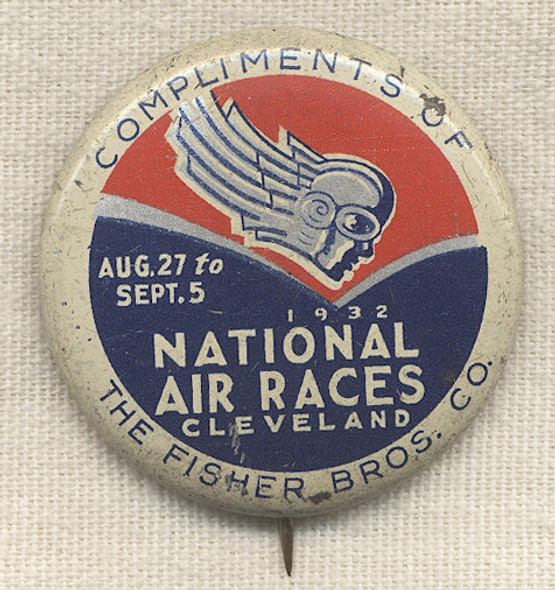 COMPLIMENTS OF
AUG. 27 to
SEPT. 5
1932
NATIONAL
AIR RACES
CLEVELAND
THE FISHER BROS. CO.